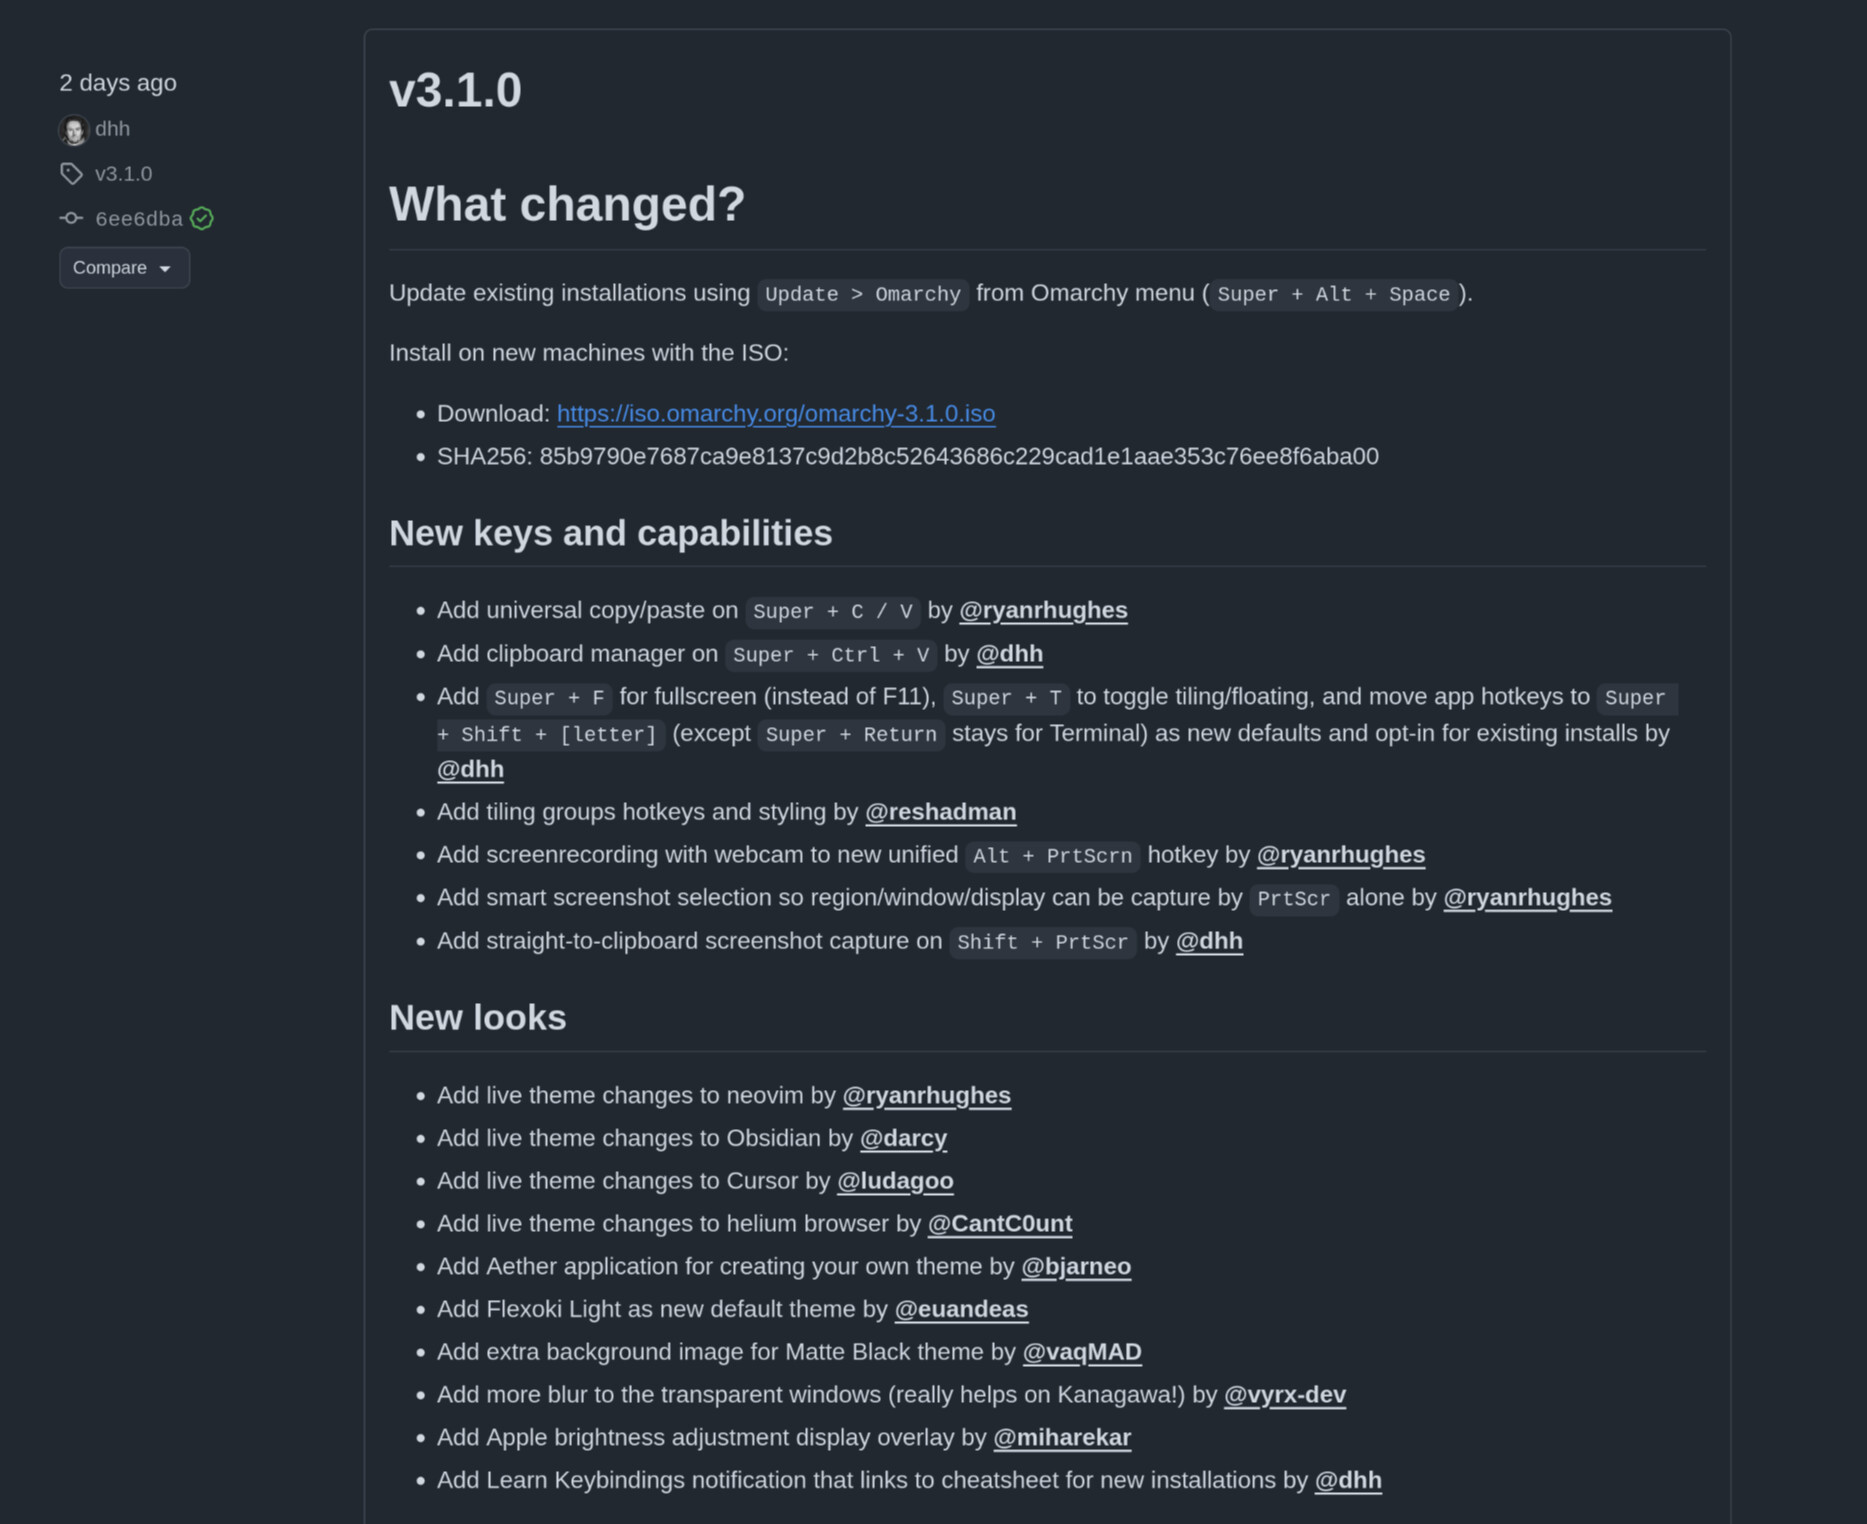 2 days ago
dhh
v3.1.0
6ee6dba
Compare
v3.1.0
What changed?
Update existing installations using Update > Omarchy from Omarchy menu (Super + Alt + Space).
Install on new machines with the ISO:
• Download: https://iso.omarchy.org/omarchy-3.1.0.iso
• SHA256: 85b9790e7687ca9e8137c9d2b8c52643686c229cad1e1aae353c76ee8f6aba00
New keys and capabilities
• Add universal copy/paste on Super + C / V by @ryanrhughes
• Add clipboard manager on Super + Ctrl + V by @dhh
• Add Super + F for fullscreen (instead of F11), Super + T to toggle tiling/floating, and move app hotkeys to Super
+ Shift + [letter] (except Super + Return stays for Terminal) as new defaults and opt-in for existing installs by
@dhh
• Add tiling groups hotkeys and styling by @reshadman
• Add screenrecording with webcam to new unified Alt + PrtScrn hotkey by @ryanrhughes
• Add smart screenshot selection so region/window/display can be capture by PrtScr alone by @ryanrhughes
• Add straight-to-clipboard screenshot capture on Shift + PrtScr by @dhh
New looks
• Add live theme changes to neovim by @ryanrhughes
• Add live theme changes to Obsidian by @darcy
• Add live theme changes to Cursor by @ludagoo
• Add live theme changes to helium browser by @CantC0unt
• Add Aether application for creating your own theme by @bjarneo
• Add Flexoki Light as new default theme by @euandeas
• Add extra background image for Matte Black theme by @vaqMAD
• Add more blur to the transparent windows (really helps on Kanagawa!) by @vyrx-dev
• Add Apple brightness adjustment display overlay by @miharekar
• Add Learn Keybindings notification that links to cheatsheet for new installations by @dhh